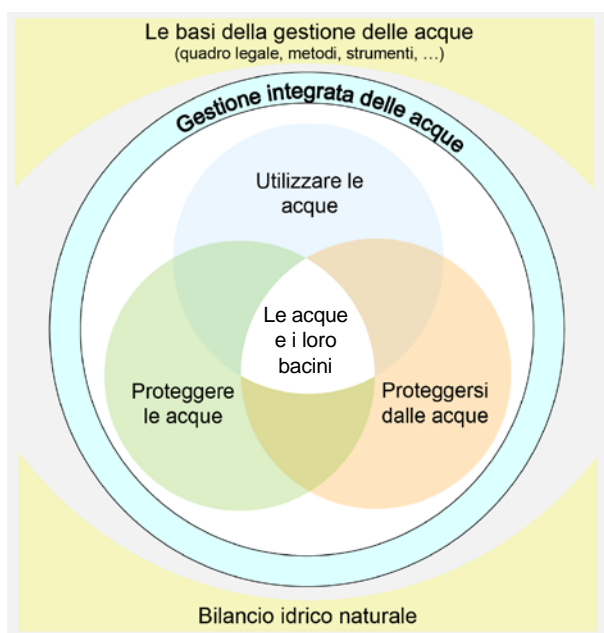 Le basi della gestione delle acque
(quadro legale, metodi, strumenti, …)
Gestione integrata delle acque
Utilizzare le
acque
Le acque
e i loro
bacini
Proteggere
le acque
Proteggersi
dalle acque
Bilancio idrico naturale